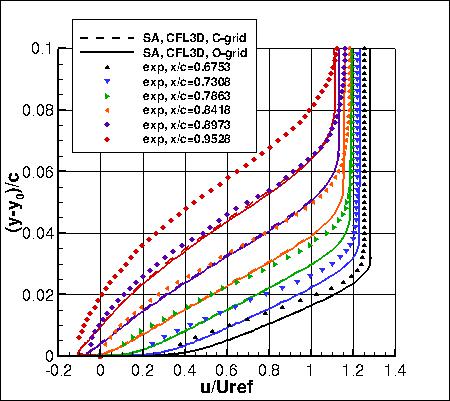 SA, CFL3D, C-grid
SA, CFL3D, O-grid
exp, x/c=0.6753
exp, x/c=0.7308
exp, x/c=0.7863
exp, x/c=0.8418
exp, x/c=0.8973
exp, x/c=0.9528
0.1
0.08
0.06
0.04
0.02
0
(y-y0)/c
-0.2 0 0.2 0.4 0.6 0.8 1 1.2 1.4
u/Uref